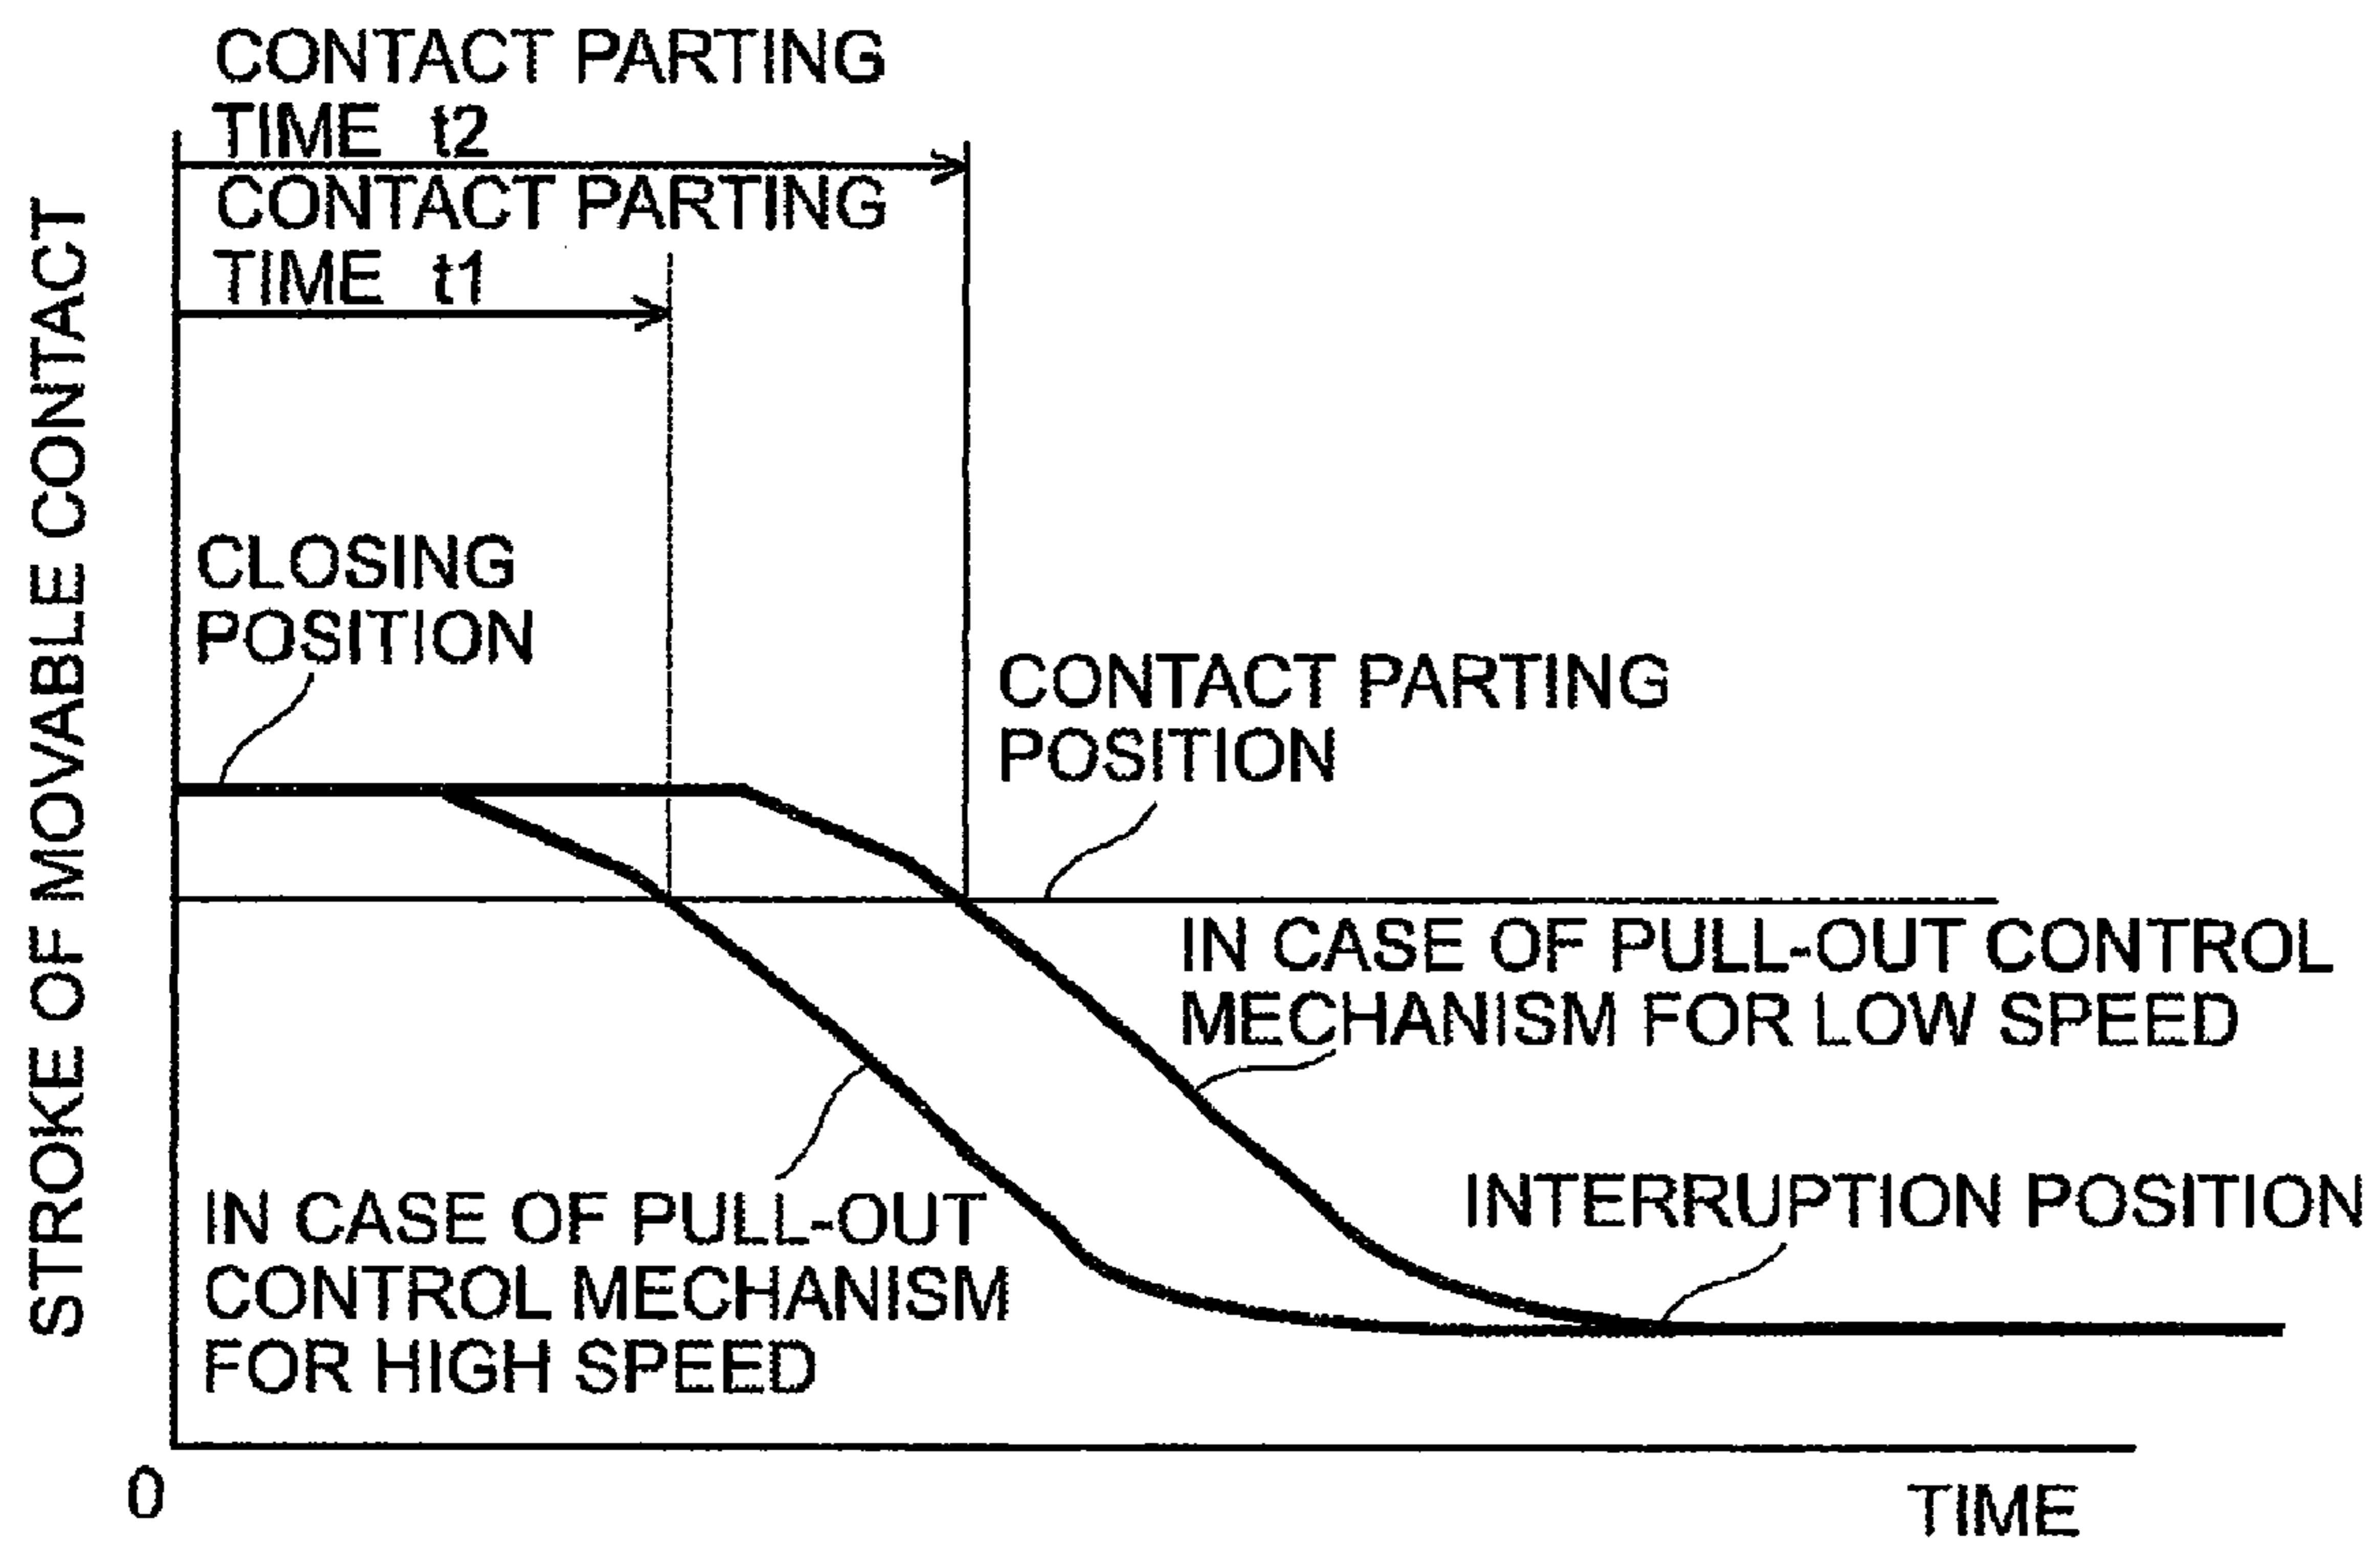 CONTACT PARTING
TIME t2
CONTACT PARTING
TIME t1
STROKE OF MOVABLE CONTACT
CLOSING
POSITION
CONTACT PARTING
POSITION
IN CASE OF PULL-OUT CONTROL
MECHANISM FOR LOW SPEED
IN CASE OF PULL-OUT
CONTROL MECHANISM
FOR HIGH SPEED
INTERRUPTION POSITION
0
TIME